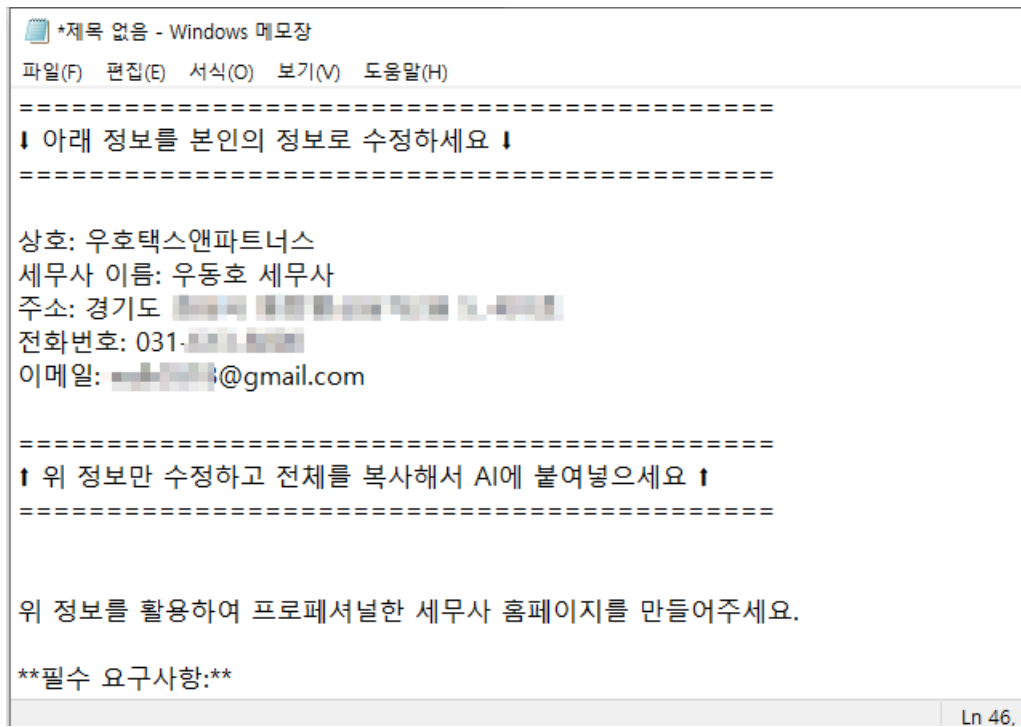 *제목 없음 - Windows 메모장
파일(F) 편집(E) 서식(O) 보기(V) 도움말(H)
===========================================
⬇ 아래 정보를 본인의 정보로 수정하세요 ⬇
===========================================
상호: 우호택스앤파트너스
세무사 이름: 우동호 세무사
주소: 경기도
전화번호: 031-
이메일: @gmail.com
===========================================
⬆ 위 정보만 수정하고 전체를 복사해서 AI에 붙여넣으세요 ⬆
===========================================
위 정보를 활용하여 프로페셔널한 세무사 홈페이지를 만들어주세요.
**필수 요구사항:**
Ln 46,